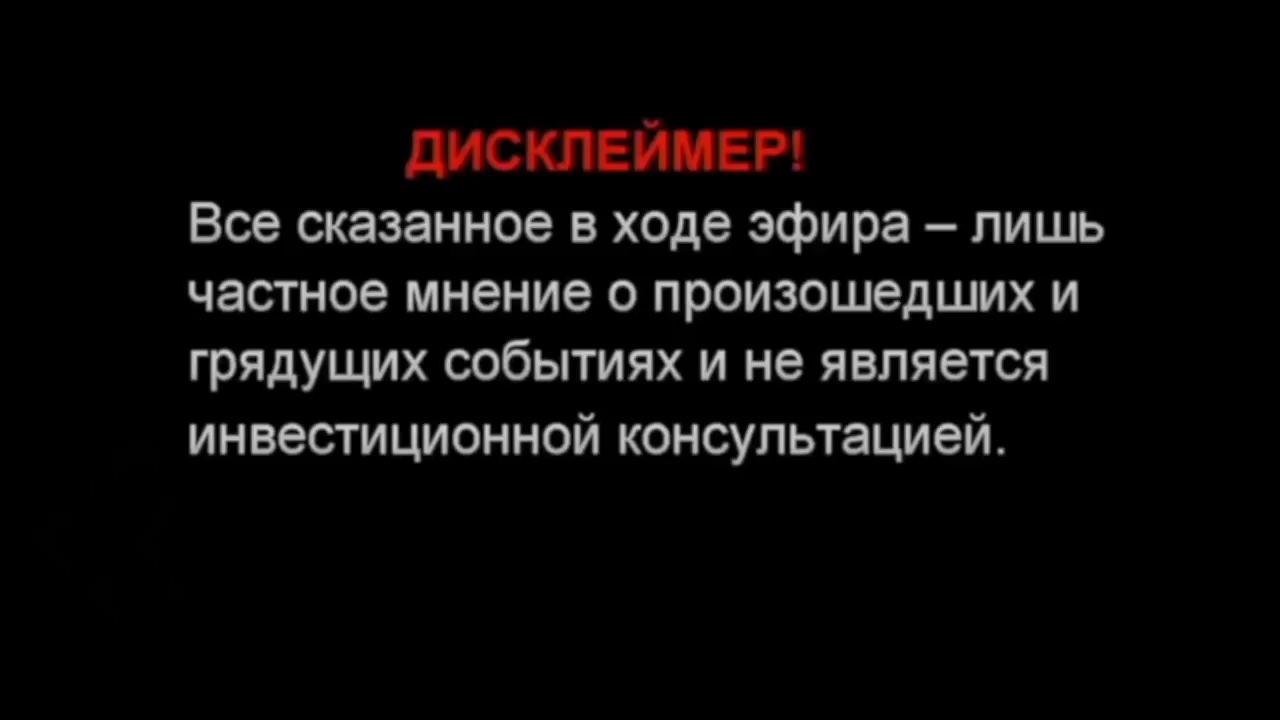 ДИСКЛЕЙМЕР!
Все сказанное в ходе эфира – лишь
частное мнение о произошедших и
грядущих событиях и не является
инвестиционной консультацией.